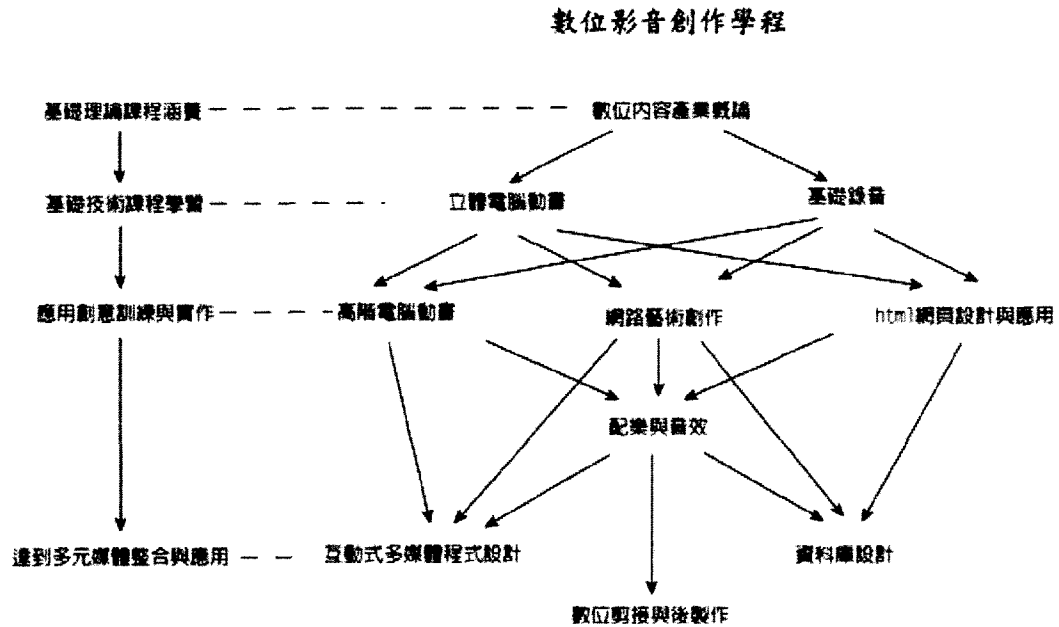 數位影音創作學程
基礎理論課程涵養
數位內容產業概論
基礎技術課程學習
立體電腦動畫
基礎錄音
應用創意訓練與實作
高階電腦動畫
網路藝術創作
html網頁設計與應用
配樂與音效
達到多元媒體整合與應用
互動式多媒體程式設計
資料庫設計
數位剪接與後製作